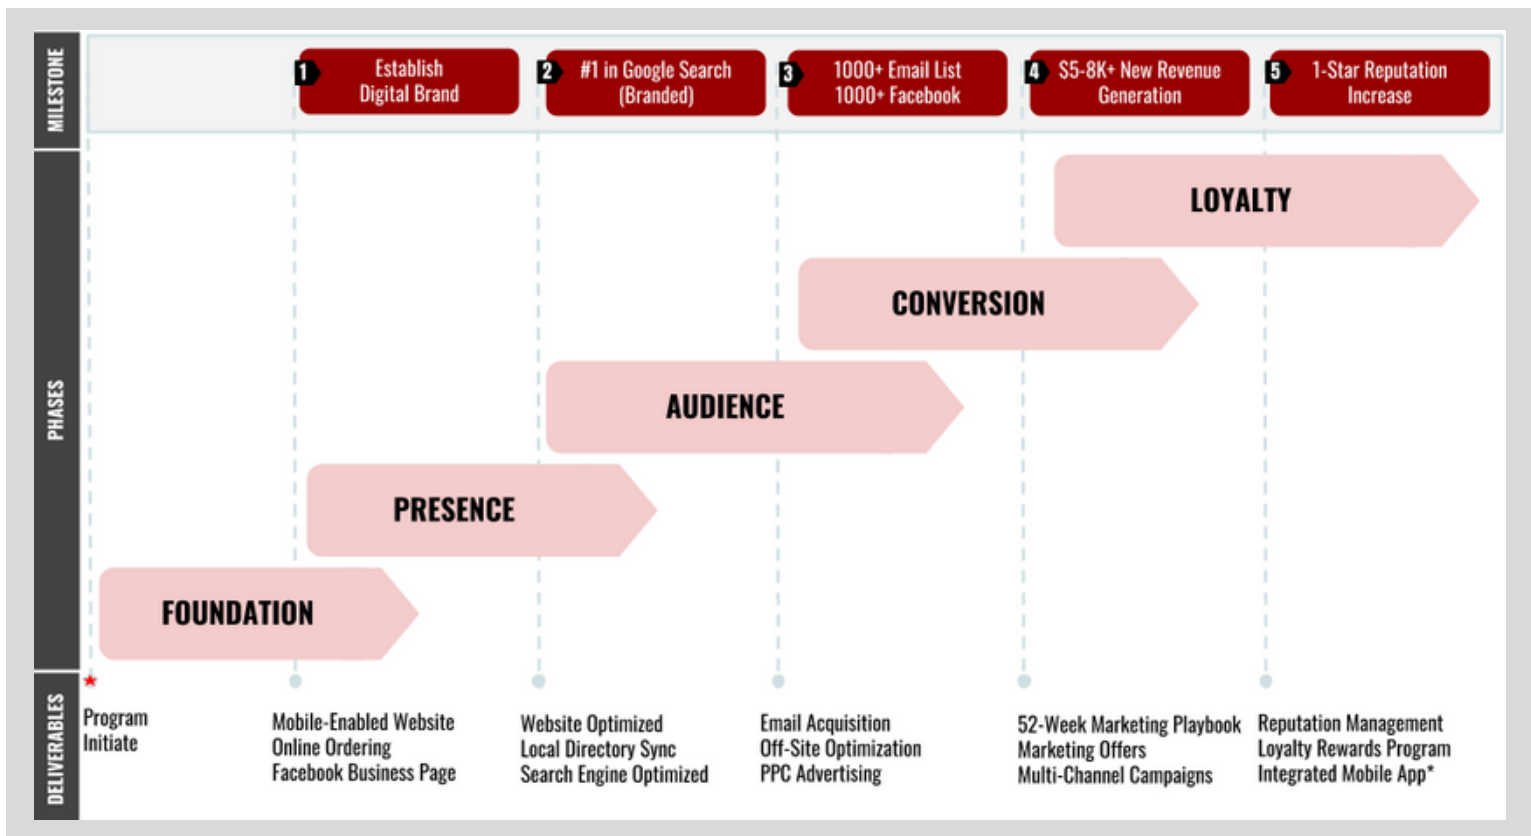 MILESTONE
1
Establish
Digital Brand
2
#1 in Google Search
(Branded)
3
1000+ Email List
1000+ Facebook
4
$5-8K+ New Revenue
Generation
5
1-Star Reputation
Increase
PHASES
LOYALTY
CONVERSION
AUDIENCE
PRESENCE
FOUNDATION
DELIVERABLES
Program
Initiate
Mobile-Enabled Website
Online Ordering
Facebook Business Page
Website Optimized
Local Directory Sync
Search Engine Optimized
Email Acquisition
Off-Site Optimization
PPC Advertising
52-Week Marketing Playbook
Marketing Offers
Multi-Channel Campaigns
Reputation Management
Loyalty Rewards Program
Integrated Mobile App*